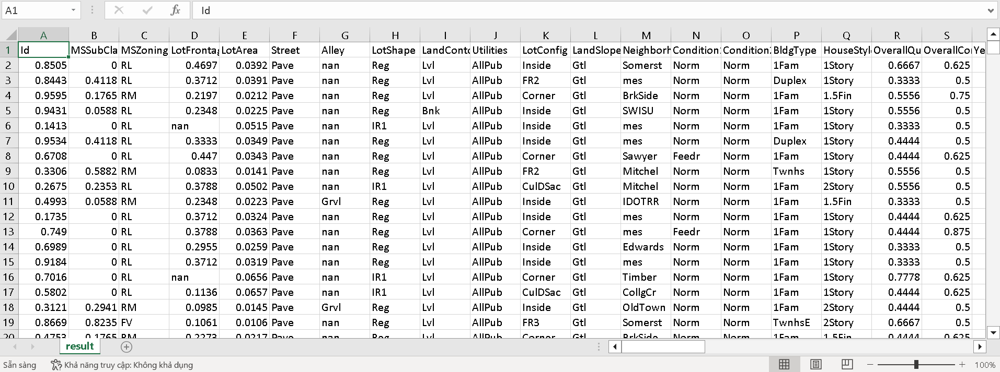 A1 fx Id
A B C D E F G H I J K L M N O P Q R S
1 Id MSSubCla MSZoning LotFrontag LotArea Street Alley LotShape LandConto Utilities LotConfig LandSlope Neighborh Condition1 Condition2 BldgType HouseStyle OverallQu OverallCon Ye
2 0.8505 0 RL 0.4697 0.0392 Pave nan Reg Lvl AllPub Inside Gtl Somerst Norm Norm 1Fam 1Story 0.6667 0.625
3 0.8443 0.4118 RL 0.3712 0.0391 Pave nan Reg Lvl AllPub FR2 Gtl mes Norm Norm Duplex 1Story 0.3333 0.5
4 0.9595 0.1765 RM 0.2197 0.0212 Pave nan Reg Lvl AllPub Corner Gtl BrkSide Norm Norm 1Fam 1.5Fin 0.5556 0.75
5 0.9431 0.0588 RL 0.2348 0.0225 Pave nan Reg Bnk AllPub Inside Gtl SWISU Norm Norm 1Fam 1Story 0.5556 0.5
6 0.1413 0 RL nan 0.0515 Pave nan IR1 Lvl AllPub Inside Gtl mes Norm Norm 1Fam 1Story 0.3333 0.5
7 0.9534 0.4118 RL 0.3333 0.0349 Pave nan Reg Lvl AllPub Inside Gtl mes Norm Norm Duplex 1Story 0.4444 0.5
8 0.6708 0 RL 0.447 0.0343 Pave nan Reg Lvl AllPub Corner Gtl Sawyer Feedr Norm 1Fam 1Story 0.4444 0.625
9 0.3306 0.5882 RM 0.0833 0.0141 Pave nan Reg Lvl AllPub FR2 Gtl Mitchel Norm Norm Twnhs 1Story 0.5556 0.5
10 0.2675 0.2353 RL 0.3788 0.0502 Pave nan IR1 Lvl AllPub CulDSac Gtl Mitchel Norm Norm 1Fam 2Story 0.5556 0.5
11 0.4993 0.0588 RM 0.2348 0.0223 Pave Grvl Reg Lvl AllPub Inside Gtl IDOTRR Norm Norm 1Fam 1.5Fin 0.3333 0.5
12 0.1735 0 RL 0.3712 0.0324 Pave nan Reg Lvl AllPub Inside Gtl mes Norm Norm 1Fam 1Story 0.4444 0.625
13 0.749 0 RL 0.3788 0.0363 Pave nan Reg Lvl AllPub Corner Gtl mes Feedr Norm 1Fam 1Story 0.4444 0.875
14 0.6989 0 RL 0.2955 0.0259 Pave nan Reg Lvl AllPub Inside Gtl Edwards Norm Norm 1Fam 1Story 0.3333 0.5
15 0.9184 0 RL 0.3712 0.0319 Pave nan Reg Lvl AllPub Inside Gtl mes Norm Norm 1Fam 1Story 0.3333 0.5
16 0.7016 0 RL nan 0.0656 Pave nan IR1 Lvl AllPub Corner Gtl Timber Norm Norm 1Fam 1Story 0.7778 0.625
17 0.5802 0 RL 0.1136 0.0657 Pave nan IR1 Lvl AllPub CulDSac Gtl CollgCr Norm Norm 1Fam 1Story 0.4444 0.625
18 0.3121 0.2941 RM 0.0985 0.0145 Pave Grvl Reg Lvl AllPub Inside Gtl OldTown Norm Norm 1Fam 2Story 0.4444 0.5
19 0.8669 0.8235 FV 0.1061 0.0106 Pave nan Reg Lvl AllPub FR3 Gtl Somerst Norm Norm TwnhsE 2Story 0.6667 0.5
20 0.4753 0.1765 RM 0.2273 0.0217 Pave nan Reg Lvl AllPub Corner Gtl BrkSide Norm Norm 1Fam 1.5Fin 0.4444 0.625
result
Sẵn sàng Khả năng truy cập: Không khả dụng 100%